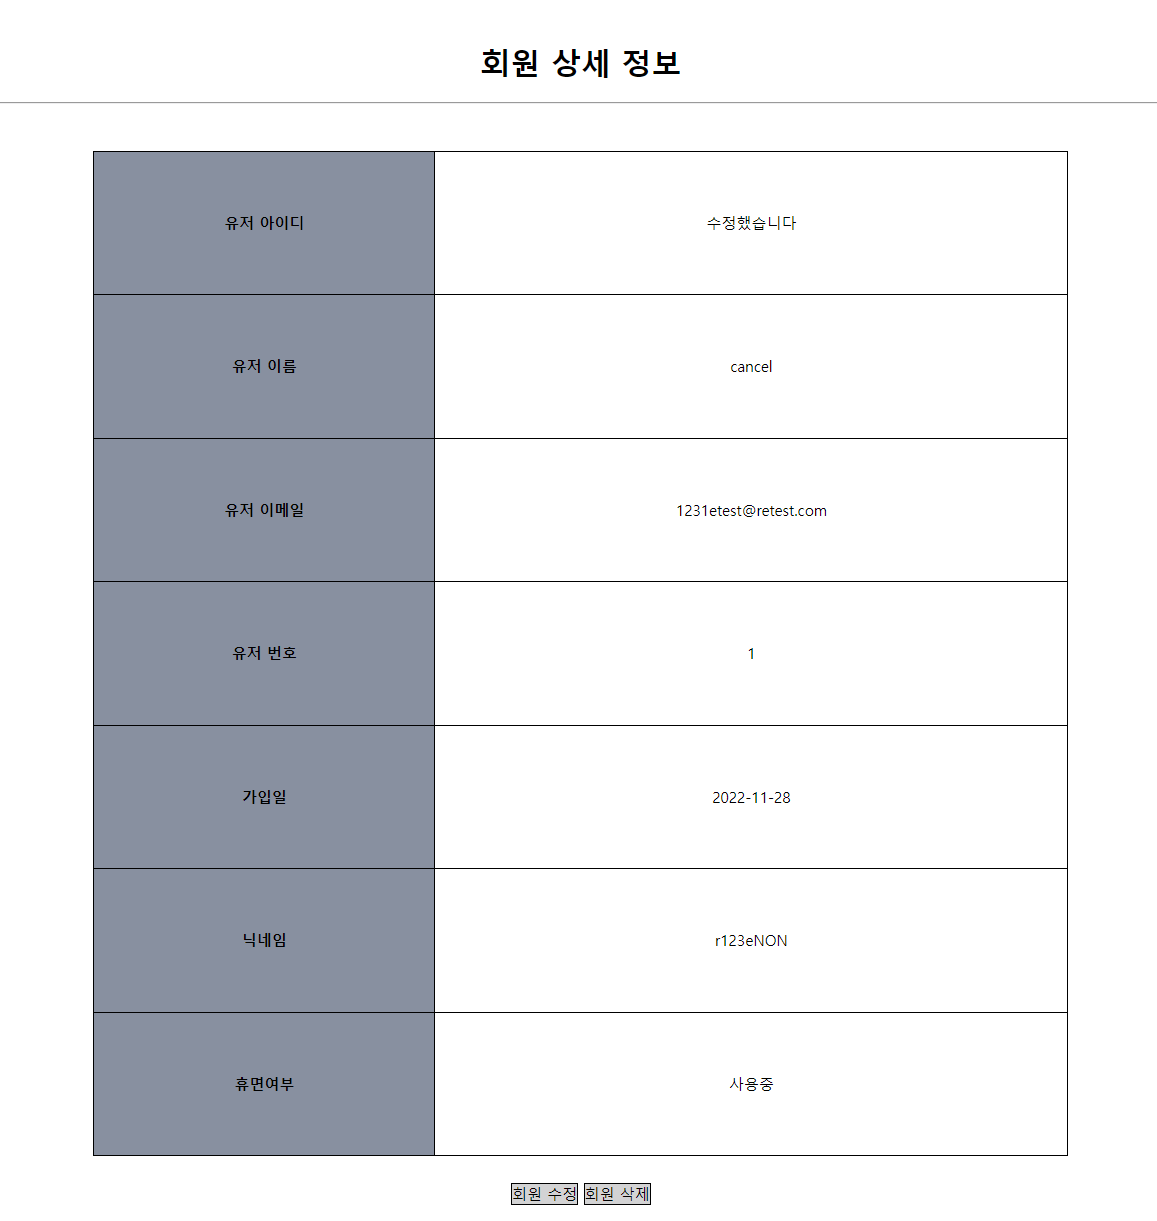 회원 상세 정보
유저 아이디 수정했습니다
유저 이름 cancel
유저 이메일 1231etest@retest.com
유저 번호 1
가입일 2022-11-28
닉네임 r123eNON
휴면여부 사용중
회원 수정 회원 삭제